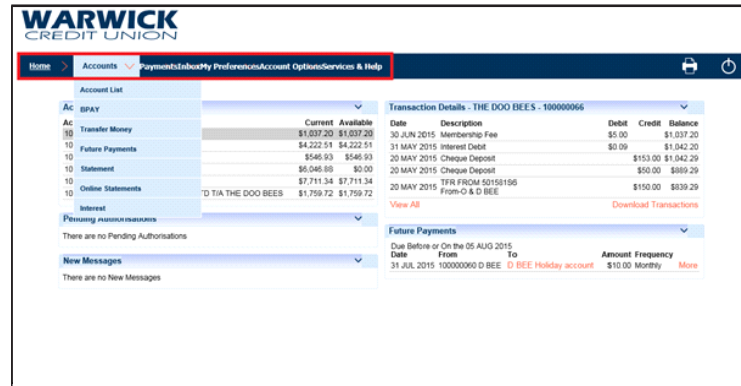 WARWICK
CREDIT UNION
Home Accounts Payments Inbox My Preferences Account Options Services & Help
Account List
BPAY
Transfer Money
Future Payments
Statement
Online Statements
Interest
Ac
Ac Current Available
10 $1,037.20 $1,037.20
10 $4,222.51 $4,222.51
10 $546.93 $546.93
10 $6,046.88 $0.00
10 $7,711.34 $7,711.34
10 TD T/A THE DOO BEES $1,759.72 $1,759.72
Pending Authorisations
There are no Pending Authorisations
New Messages
There are no New Messages
Transaction Details - THE DOO BEES - 100000066
Date Description Debit Credit Balance
30 JUN 2015 Membership Fee $5.00 $1,037.20
31 MAY 2015 Interest Debit $0.09 $1,042.20
20 MAY 2015 Cheque Deposit $153.00 $1,042.29
20 MAY 2015 Cheque Deposit $50.00 $889.29
20 MAY 2015 TFR FROM 50158196 $150.00 $839.29
From-O & D BEE
View All Download Transactions
Future Payments
Due Before or On the 05 AUG 2015
Date From To Amount Frequency
31 JUL 2015 100000060 D BEE D BEE Holiday account $10.00 Monthly More